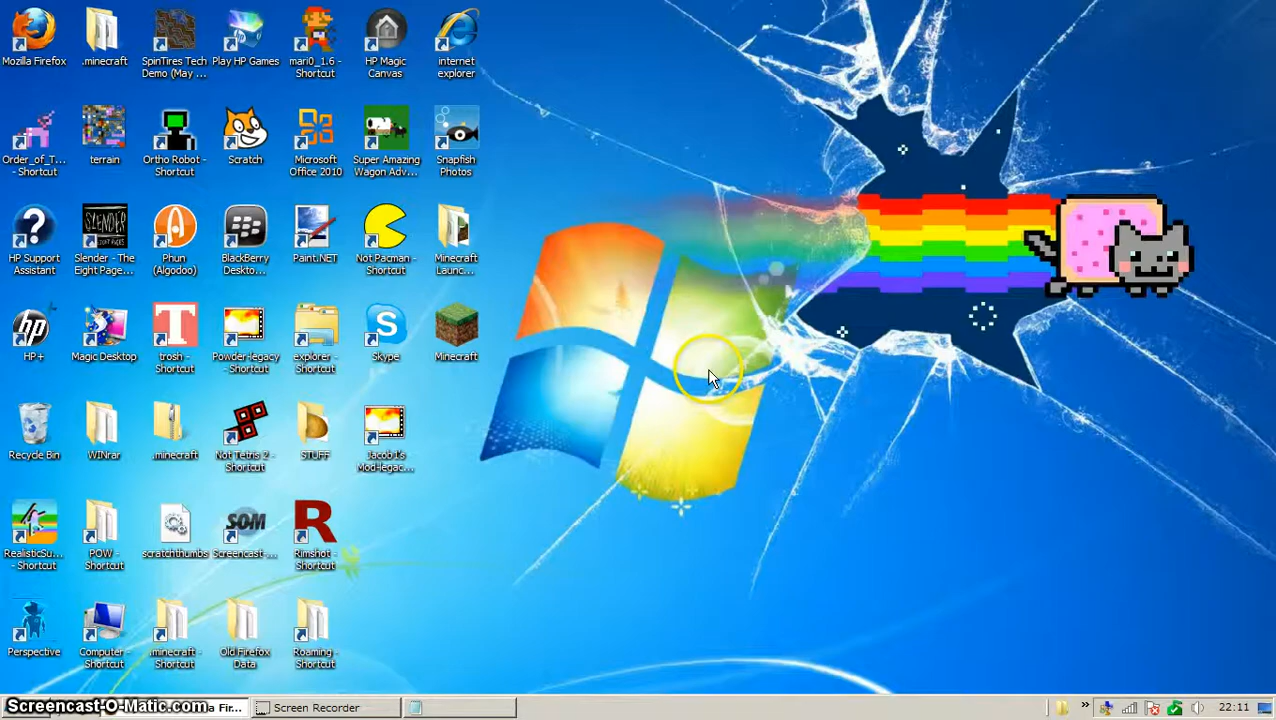 Mozilla Firefox
.minecraft
SpinTires Tech
Demo (May ...
Play HP Games
mari0_1.6 -
Shortcut
HP Magic
Canvas
internet
explorer
Order_of_T...
- Shortcut
terrain
Ortho Robot -
Shortcut
Scratch
Microsoft
Office 2010
Super Amazing
Wagon Adv...
Snapfish
Photos
SLENDER
HP Support
Assistant
Slender - The
Eight Page...
Phun
(Algodoo)
BlackBerry
Deskto...
Paint.NET
Not Pacman -
Shortcut
Minecraft
Launc...
HP+
Magic Desktop
trosh -
Shortcut
Powder-legacy
- Shortcut
explorer -
Shortcut
Skype
Minecraft
Recycle Bin
WINrar
.minecraft
Not Tetris 2 -
Shortcut
STUFF
Jacob1's
Mod-legac...
SOM
RealisticSu...
- Shortcut
POW -
Shortcut
scratchthumbs
Screencast-...
Rimshot -
Shortcut
Perspective
Computer -
Shortcut
.minecraft -
Shortcut
Old Firefox
Data
Roaming -
Shortcut
Screencast-O-Matic.com
a Fir...
Screen Recorder
22:11